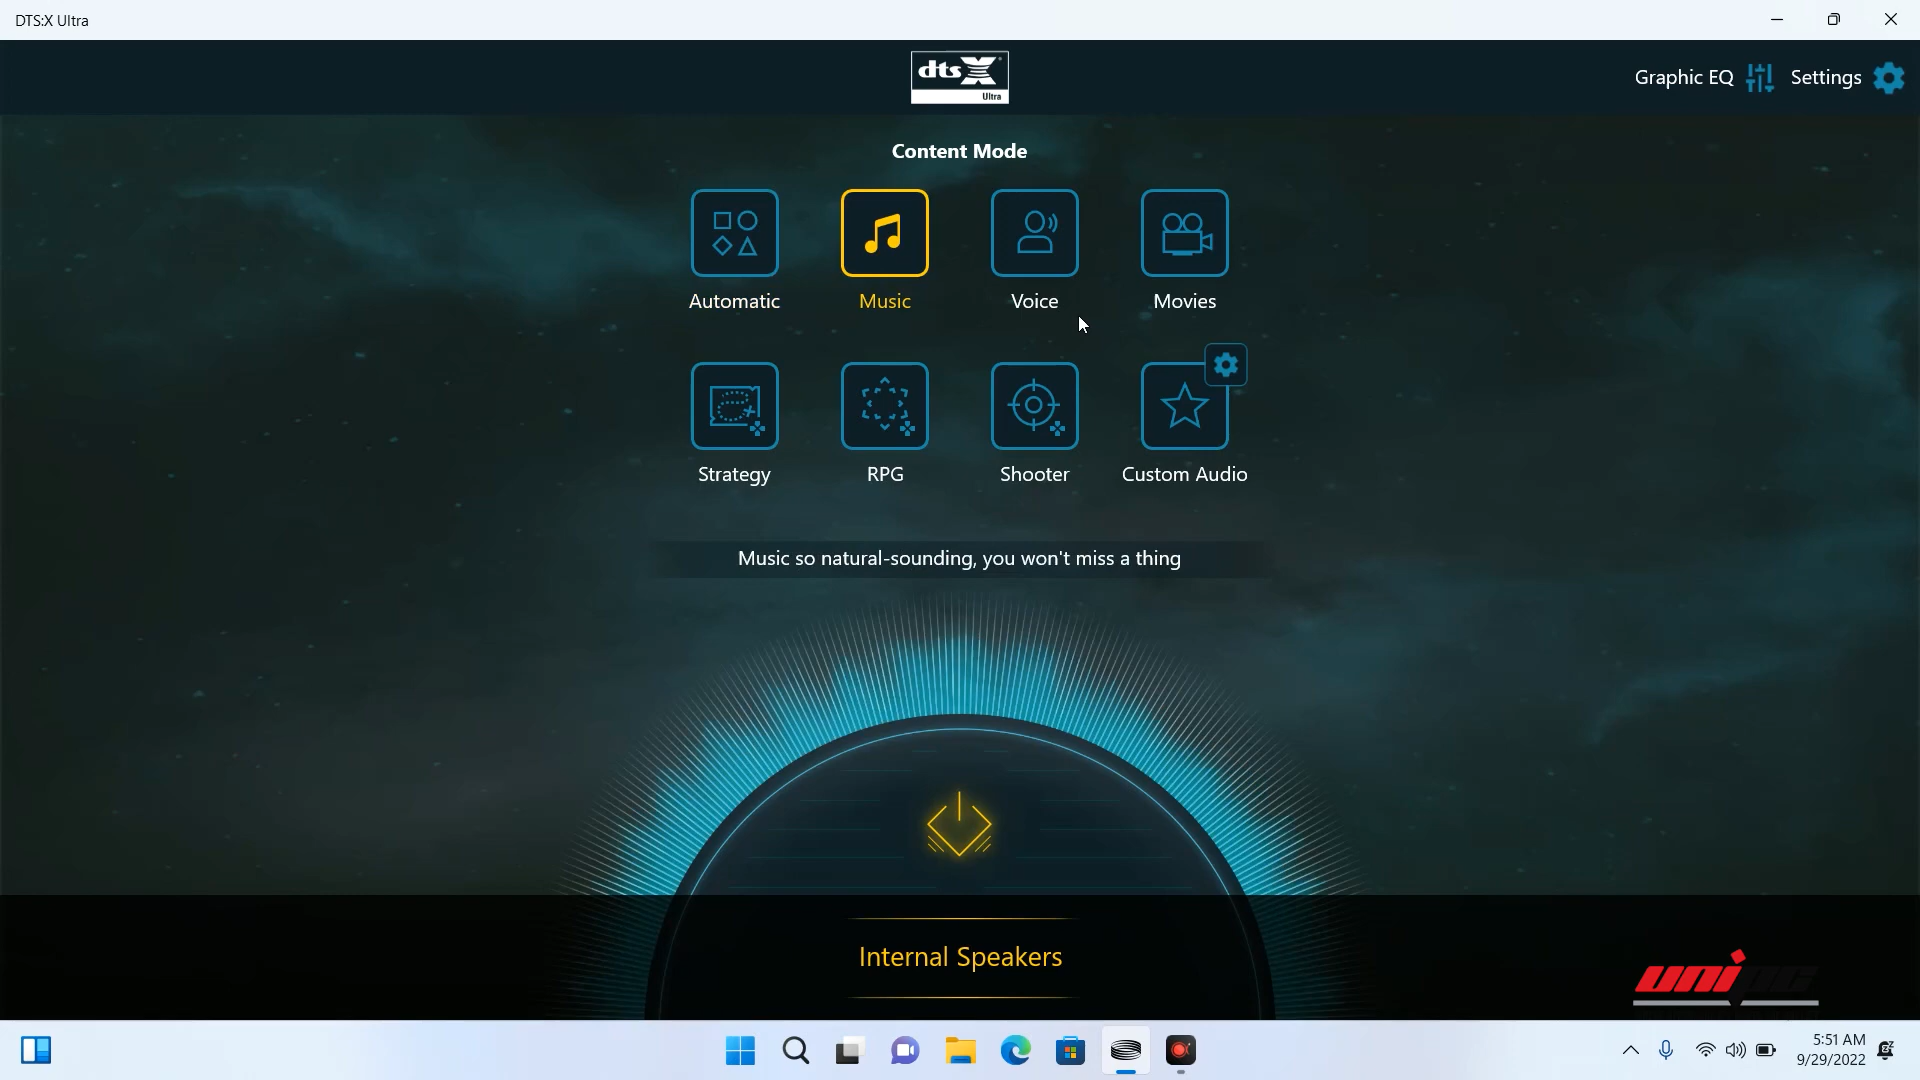 DTS:X Ultra
dts X
Ultra
Graphic EQ
Settings
Content Mode
Automatic
Music
Voice
Movies
Strategy
RPG
Shooter
Custom Audio
Music so natural-sounding, you won't miss a thing
Internal Speakers
unipc
5:51 AM
9/29/2022